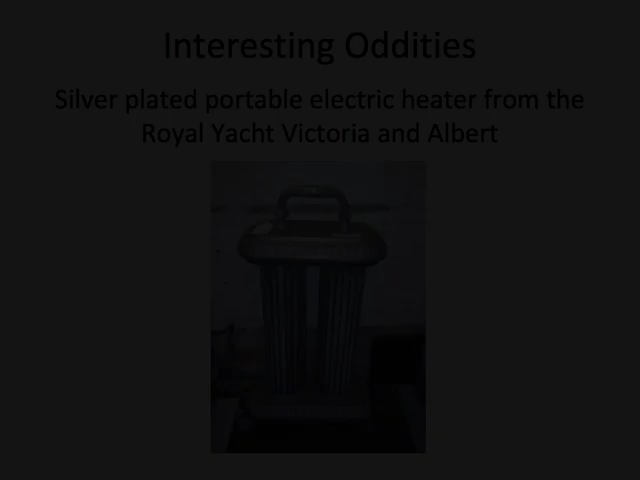 Interesting Oddities
Silver plated portable electric heater from the
Royal Yacht Victoria and Albert